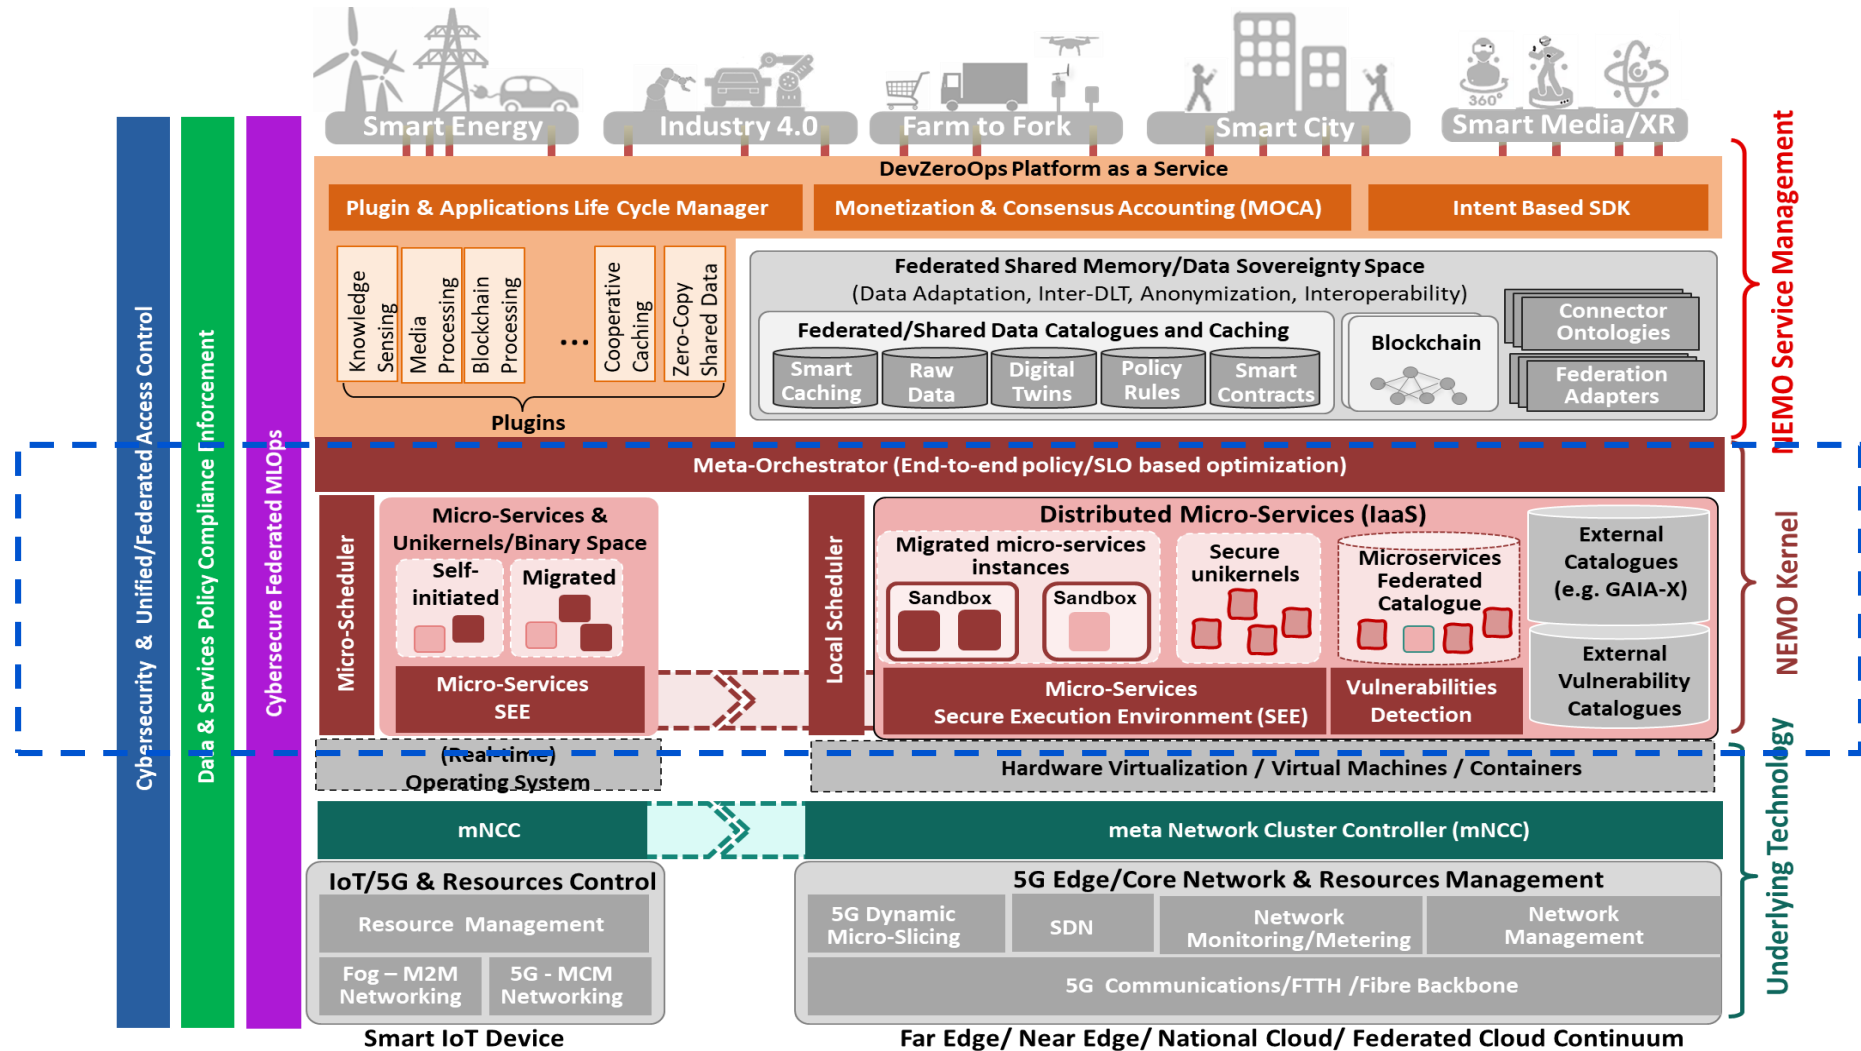 360°
Smart Energy
Industry 4.0
Farm to Fork
Smart City
Smart Media/XR
DevZeroOps Platform as a Service
Plugin & Applications Life Cycle Manager
Monetization & Consensus Accounting (MOCA)
Intent Based SDK
Knowledge
Sensing
Media
Processing
Blockchain
Processing
...
Cooperative
Caching
Zero-Copy
Shared Data
Plugins
Federated Shared Memory/Data Sovereignty Space
(Data Adaptation, Inter-DLT, Anonymization, Interoperability)
Federated/Shared Data Catalogues and Caching
Smart
Caching
Raw
Data
Digital
Twins
Policy
Rules
Smart
Contracts
Blockchain
Connector
Ontologies
Federation
Adapters
NEMO Service Management
Cybersecurity & Unified/Federated Access Control
Data & Services Policy Compliance Enforcement
Cybersecure Federated MLOps
Meta-Orchestrator (End-to-end policy/SLO based optimization)
Micro-Scheduler
Micro-Services &
Unikernels/Binary Space
Self-
initiated
Migrated
Micro-Services
SEE
Local Scheduler
Distributed Micro-Services (IaaS)
Migrated micro-services
instances
Sandbox
Sandbox
Secure
unikernels
Microservices
Federated
Catalogue
External
Catalogues
(e.g. GAIA-X)
External
Vulnerability
Catalogues
Micro-Services
Secure Execution Environment (SEE)
Vulnerabilities
Detection
NEMO Kernel
(Real-time)
Operating System
Hardware Virtualization / Virtual Machines / Containers
mNCC
meta Network Cluster Controller (mNCC)
IoT/5G & Resources Control
Resource Management
Fog – M2M
Networking
5G - MCM
Networking
5G Edge/Core Network & Resources Management
5G Dynamic
Micro-Slicing
SDN
Network
Monitoring/Metering
Network
Management
5G Communications/FTTH /Fibre Backbone
Underlying Technology
Smart IoT Device
Far Edge/ Near Edge/ National Cloud/ Federated Cloud Continuum